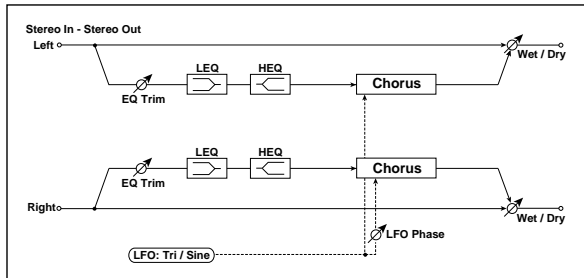 Stereo In - Stereo Out
Left
Wet / Dry
LEQ
HEQ
EQ Trim
Chorus
LEQ
HEQ
EQ Trim
Chorus
Right
Wet / Dry
LFO Phase
LFO: Tri / Sine